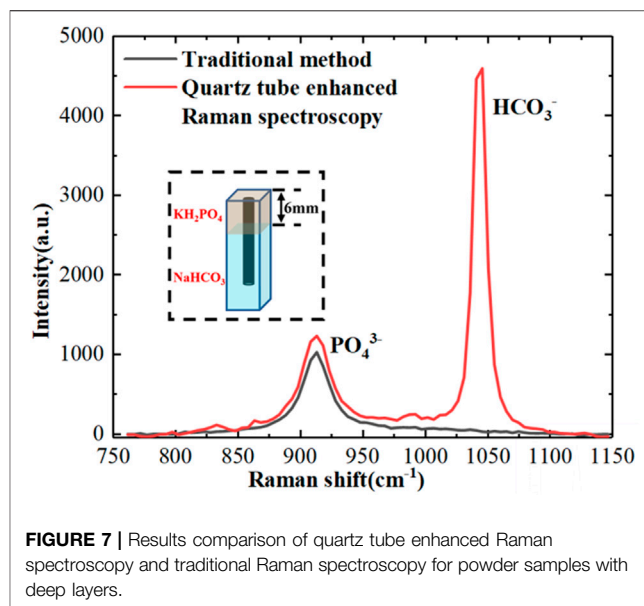 5000
4000
3000
2000
1000
0
Intensity(a.u.)
Traditional method
Quartz tube enhanced
Raman spectroscopy
HCO₃⁻
KH₂PO₄
6mm
NaHCO₃
PO₄³⁻
750 800 850 900 950 1000 1050 1100 1150
Raman shift(cm⁻¹)
FIGURE 7 | Results comparison of quartz tube enhanced Raman
spectroscopy and traditional Raman spectroscopy for powder samples with
deep layers.